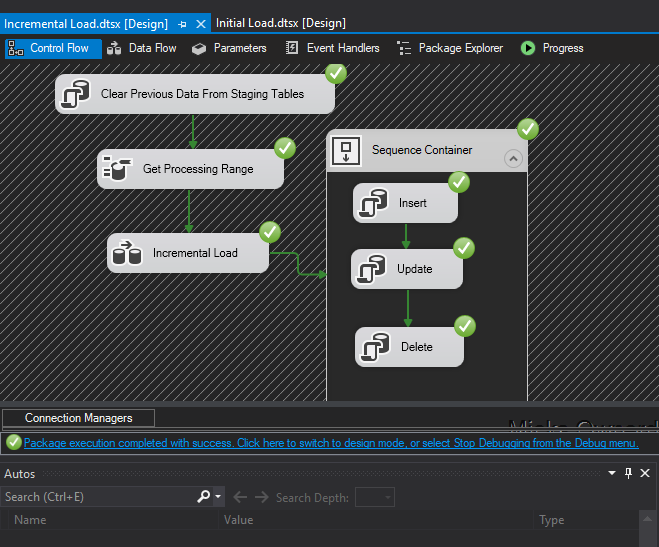 Incremental Load.dtsx [Design] Initial Load.dtsx [Design]
Control Flow Data Flow Parameters Event Handlers Package Explorer Progress
Clear Previous Data From Staging Tables
Get Processing Range
Incremental Load
Sequence Container
Insert
Update
Delete
Connection Managers
Package execution completed with success. Click here to switch to design mode, or select Stop Debugging from the Debug menu.
Autos
Search (Ctrl+E) Search Depth:
Name Value Type